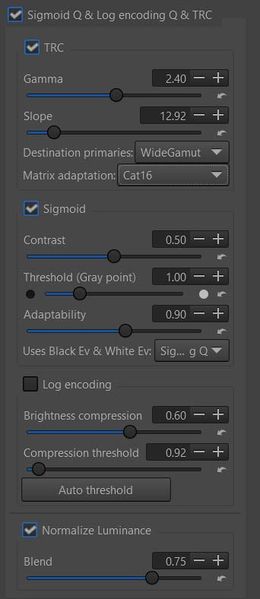 Sigmoid Q & Log encoding Q & TRC
TRC
Gamma 2.40
Slope 12.92
Destination primaries: WideGamut
Matrix adaptation: Cat16
Sigmoid
Contrast 0.50
Threshold (Gray point) 1.00
Adaptability 0.90
Uses Black Ev & White Ev: Sig... g Q
Log encoding
Brightness compression 0.60
Compression threshold 0.92
Auto threshold
Normalize Luminance
Blend 0.75